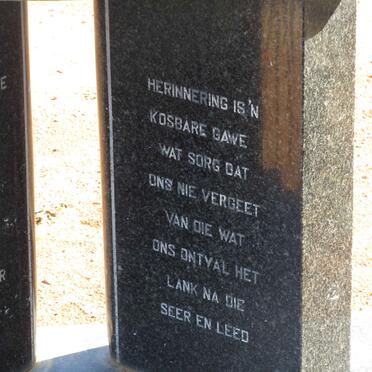 HERINNERING IS 'N
KOSBARE GAWE
WAT SORG DAT
ONS NIE VERGEET
VAN DIE WAT
ONS ONTVAL HET
LANK NA DIE
SEER EN LEED